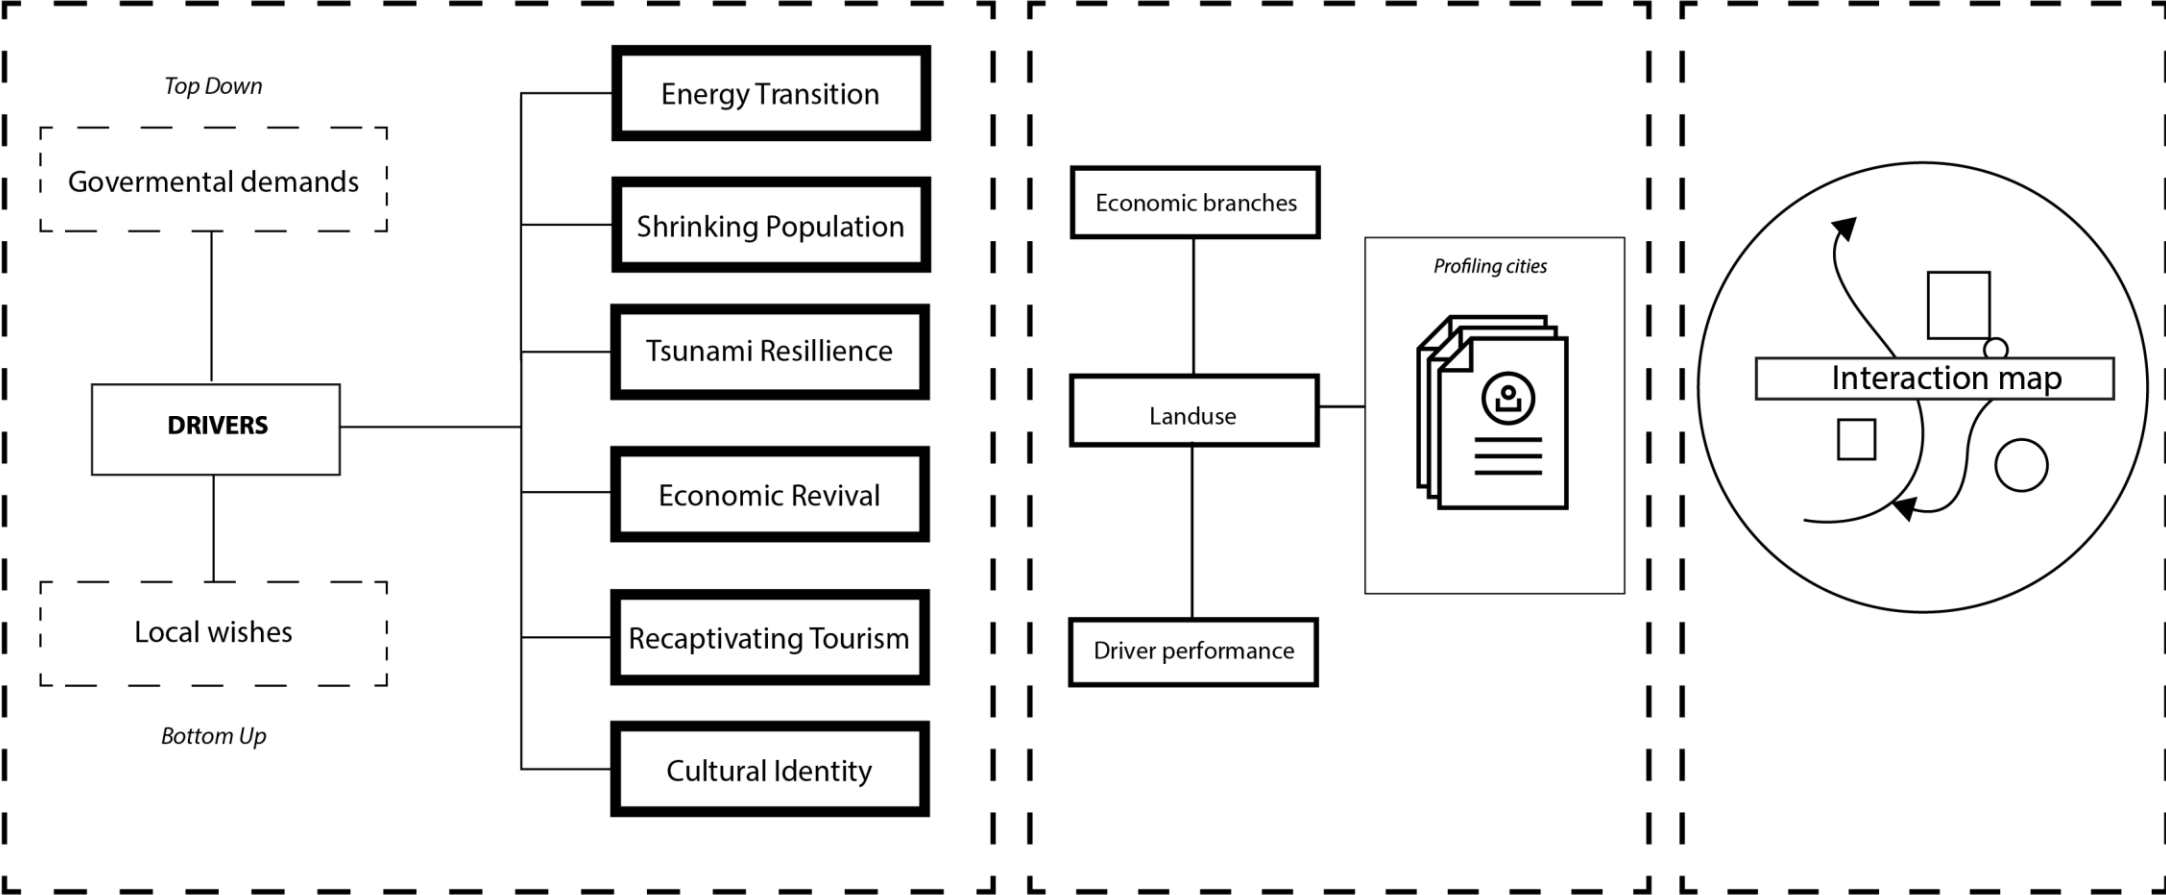 Top Down
Govermental demands
DRIVERS
Local wishes
Bottom Up
Energy Transition
Shrinking Population
Tsunami Resillience
Economic Revival
Recaptivating Tourism
Cultural Identity
Economic branches
Landuse
Driver performance
Profiling cities
Interaction map